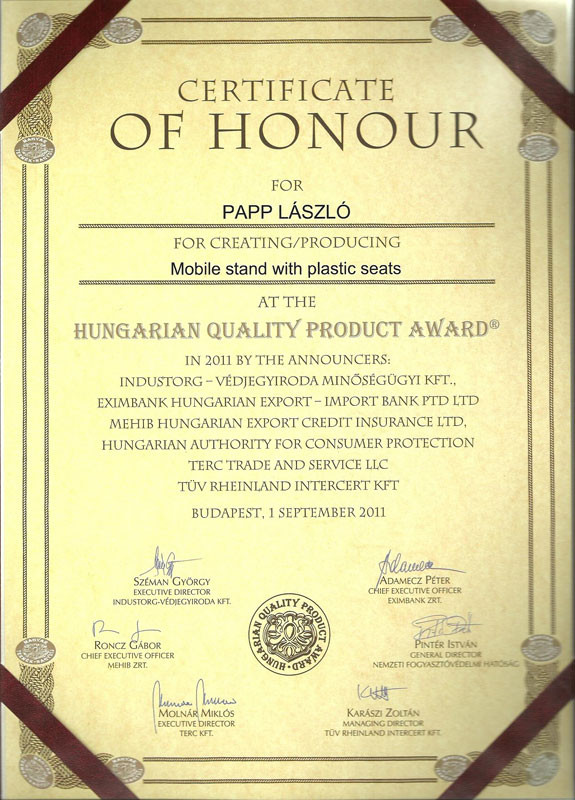 CERTIFICATE
OF HONOUR
FOR
PAPP LÁSZLÓ
FOR CREATING/PRODUCING
Mobile stand with plastic seats
AT THE
HUNGARIAN QUALITY PRODUCT AWARD®
IN 2011 BY THE ANNOUNCERS:
INDUSTORG – VÉDJEGYIRODA MINŐSÉGÜGYI KFT.,
EXIMBANK HUNGARIAN EXPORT – IMPORT BANK PTD LTD
MEHIB HUNGARIAN EXPORT CREDIT INSURANCE LTD,
HUNGARIAN AUTHORITY FOR CONSUMER PROTECTION
TERC TRADE AND SERVICE LLC
TÜV RHEINLAND INTERCERT KFT
BUDAPEST, 1 SEPTEMBER 2011
SZÉMAN GYÖRGY
EXECUTIVE DIRECTOR
INDUSTORG-VÉDJEGYIRODA KFT.
ADAMECZ PÉTER
CHIEF EXECUTIVE OFFICER
EXIMBANK ZRT.
RONCZ GÁBOR
CHIEF EXECUTIVE OFFICER
MEHIB ZRT.
HUNGARIAN QUALITY PRODUCT AWARD
PINTÉR ISTVÁN
GENERAL DIRECTOR
NEMZETI FOGYASZTÓVÉDELMI HATÓSÁG
MOLNÁR MIKLÓS
EXECUTIVE DIRECTOR
TERC KFT.
KARÁSZI ZOLTÁN
MANAGING DIRECTOR
TÜV RHEINLAND INTERCERT KFT.